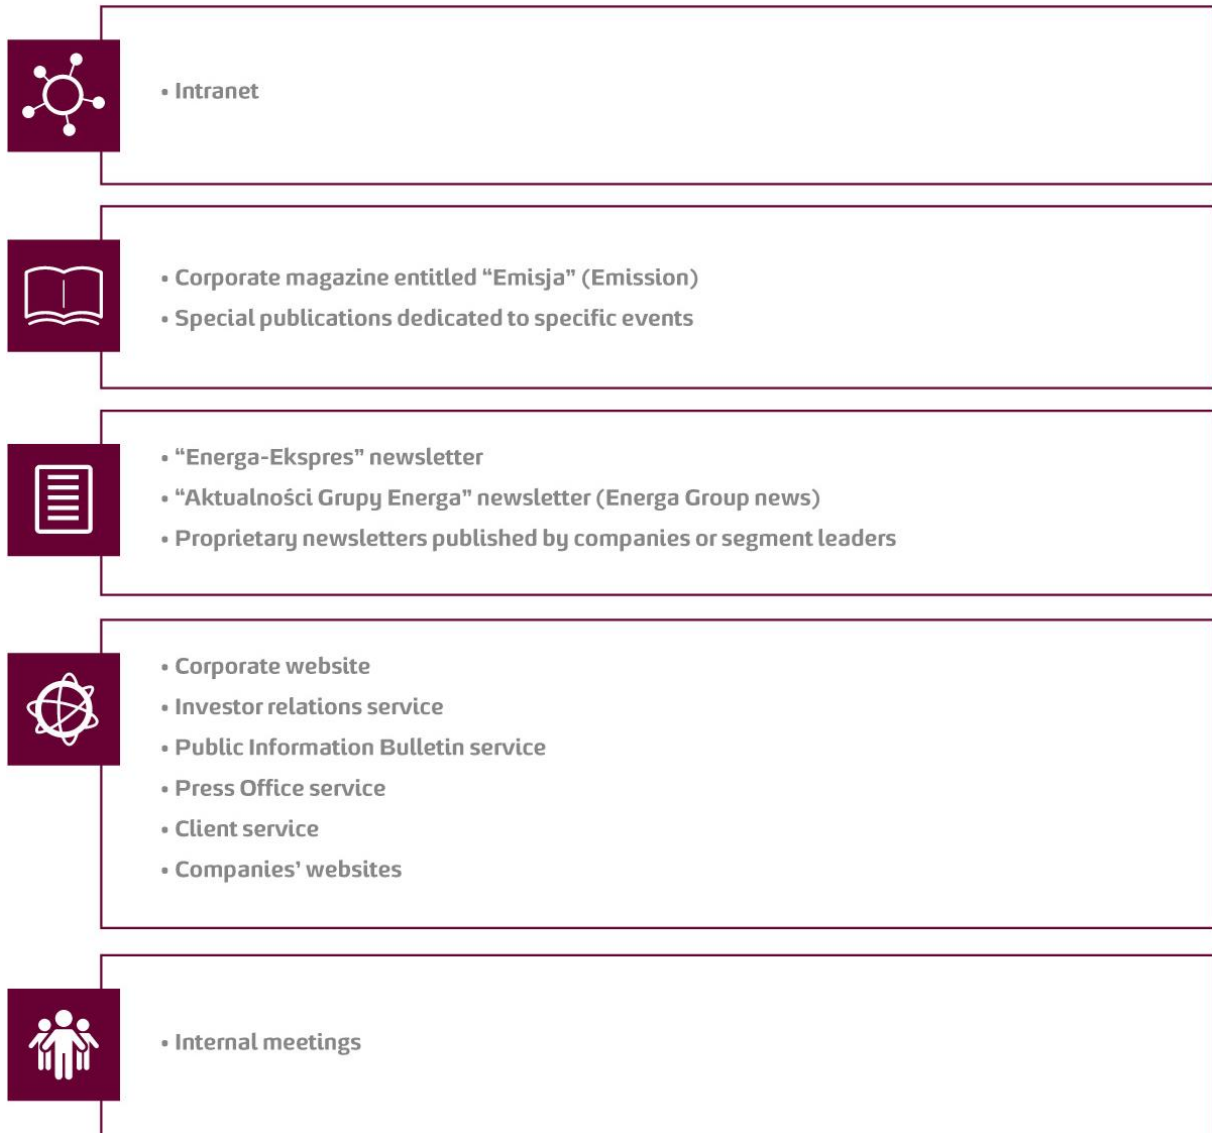 • Intranet
• Corporate magazine entitled “Emisja” (Emission)
• Special publications dedicated to specific events
• “Energa-Ekspres” newsletter
• “Aktualności Grupy Energa” newsletter (Energa Group news)
• Proprietary newsletters published by companies or segment leaders
• Corporate website
• Investor relations service
• Public Information Bulletin service
• Press Office service
• Client service
• Companies’ websites
• Internal meetings